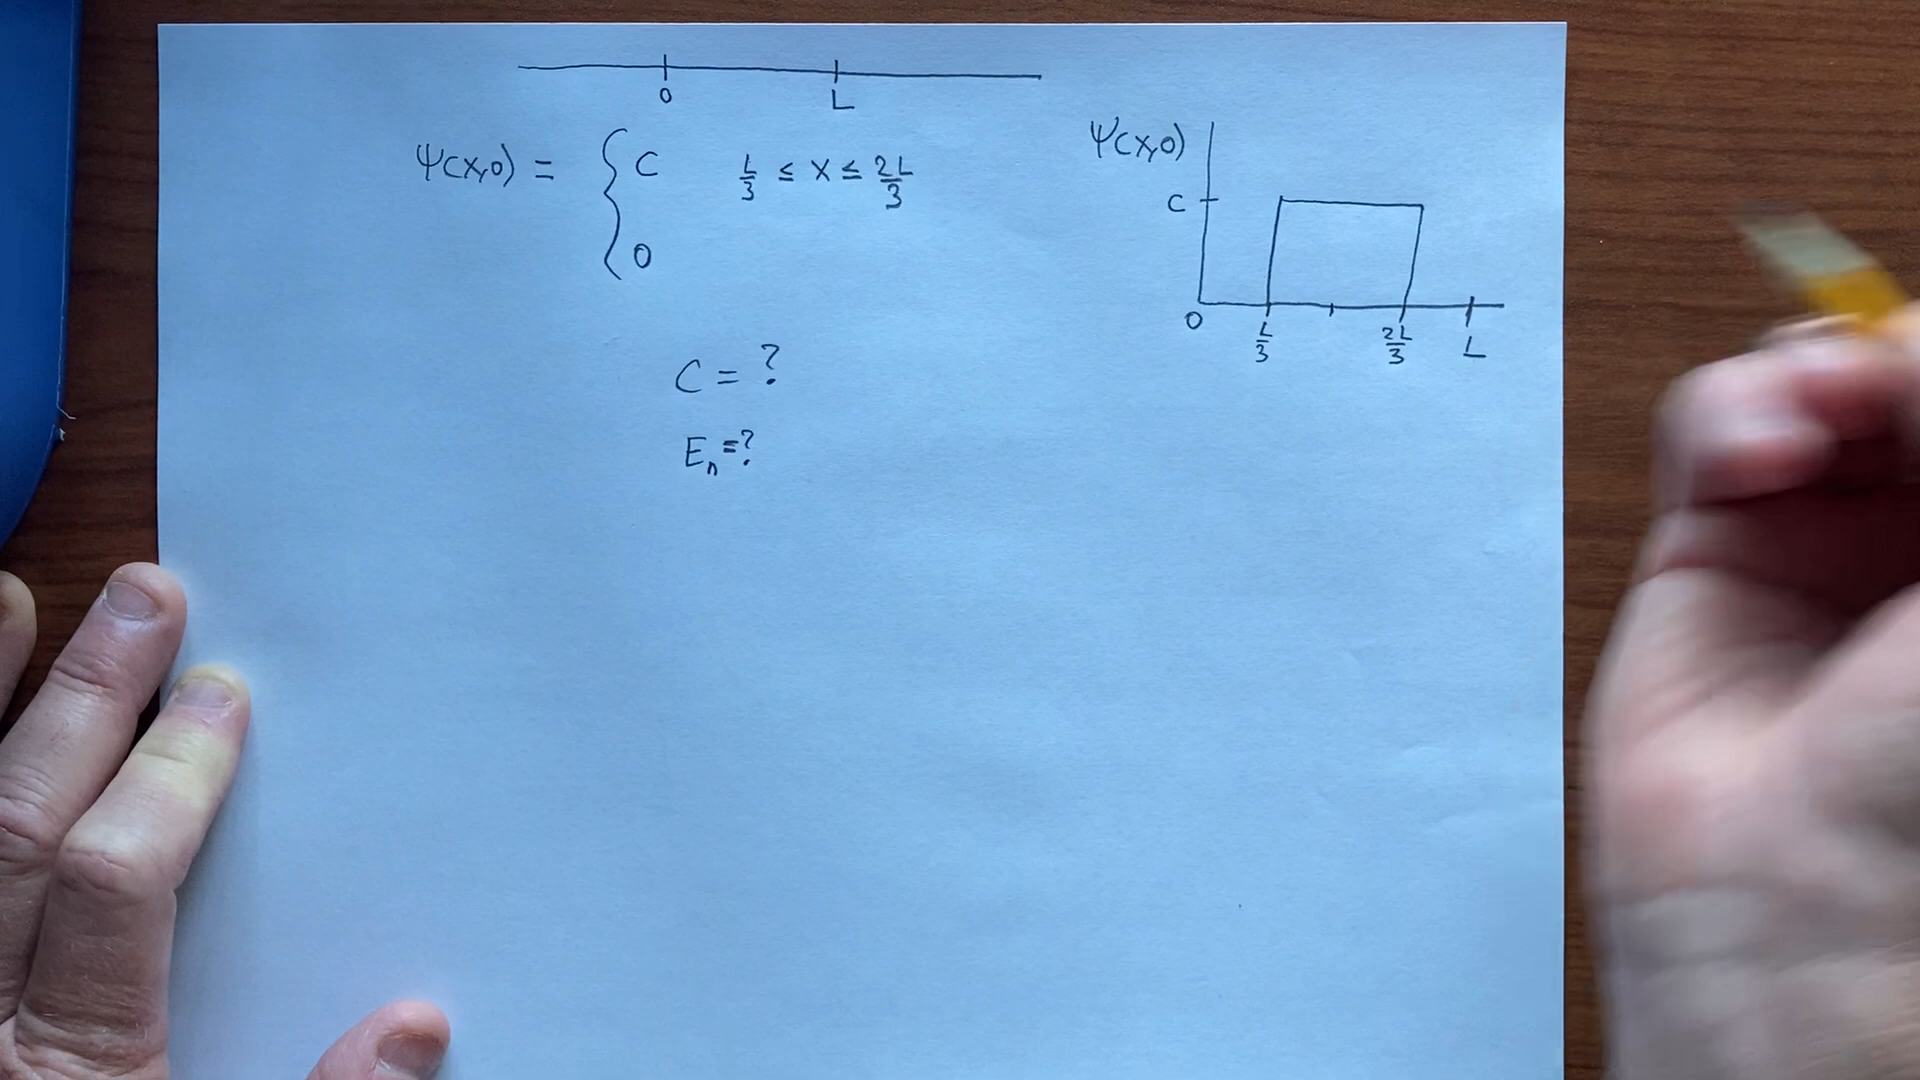 0 L
Ψ(x,0) = { C L/3 ≤ x ≤ 2L/3
0
C = ?
Eₙ = ?
Ψ(x,0)
C
0 L/3 2L/3 L